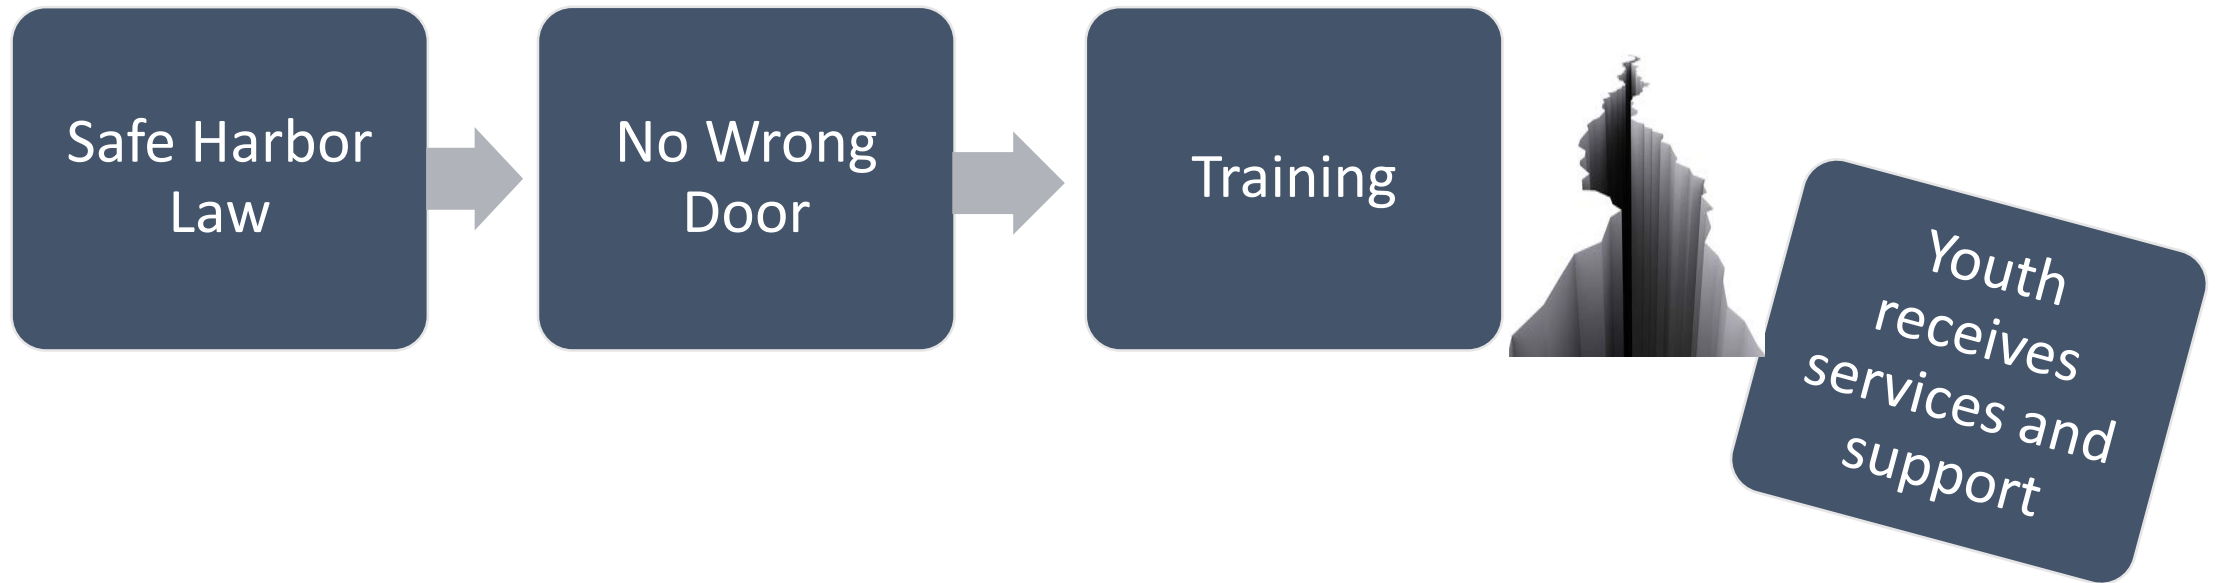 Safe Harbor
Law
No Wrong
Door
Training
Youth
receives
services and
support